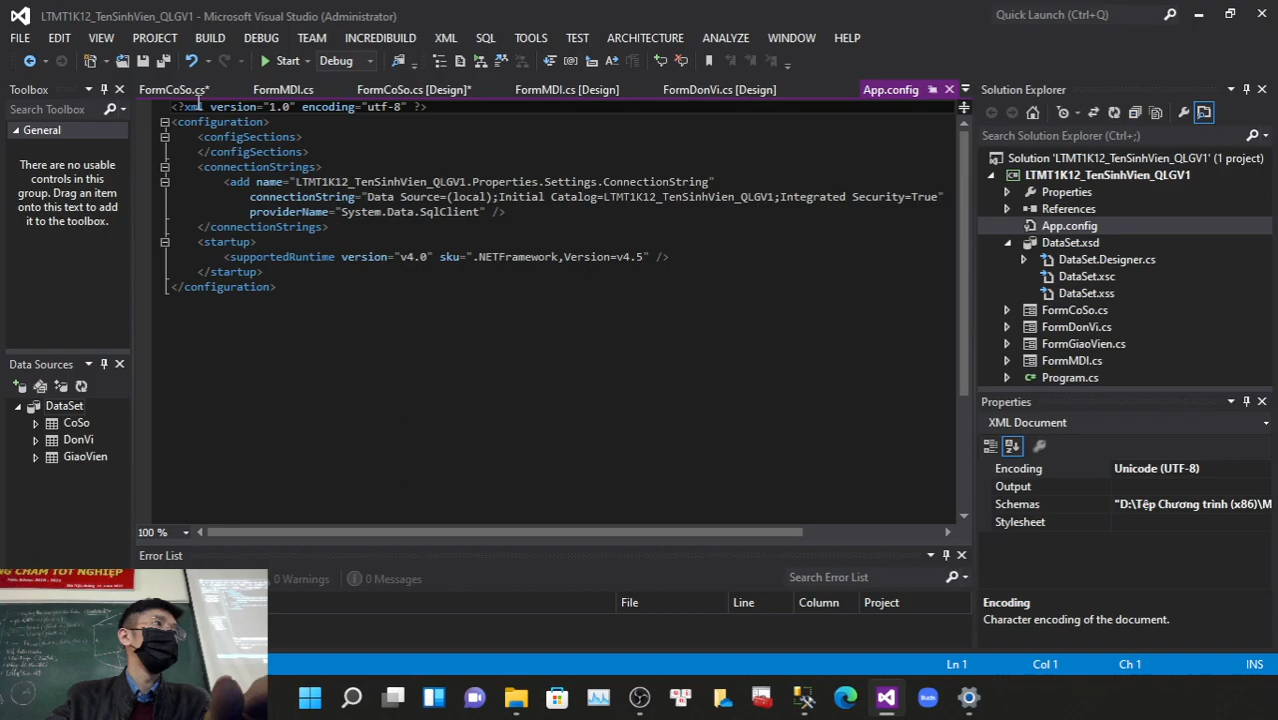 LTMT1K12_TenSinhVien_QLGV1 - Microsoft Visual Studio (Administrator)
Quick Launch (Ctrl+Q)
FILE EDIT VIEW PROJECT BUILD DEBUG TEAM INCREDIBUILD XML SQL TOOLS TEST ARCHITECTURE ANALYZE WINDOW HELP
Start Debug
Toolbox
Search Toolbox
General
There are no usable
controls in this
group. Drag an item
onto this text to
add it to the toolbox.
Data Sources
DataSet
CoSo
DonVi
GiaoVien
FormCoSo.cs* FormMDI.cs FormCoSo.cs [Design]* FormMDI.cs [Design] FormDonVi.cs [Design] App.config
<?xml version="1.0" encoding="utf-8" ?>
<configuration>
<configSections>
</configSections>
<connectionStrings>
<add name="LTMT1K12_TenSinhVien_QLGV1.Properties.Settings.ConnectionString"
connectionString="Data Source=(local);Initial Catalog=LTMT1K12_TenSinhVien_QLGV1;Integrated Security=True"
providerName="System.Data.SqlClient" />
</connectionStrings>
<startup>
<supportedRuntime version="v4.0" sku=".NETFramework,Version=v4.5" />
</startup>
</configuration>
100 %
Error List
0 Warnings 0 Messages
Search Error List
File Line Column Project
Solution Explorer
Search Solution Explorer (Ctrl+;)
Solution 'LTMT1K12_TenSinhVien_QLGV1' (1 project)
LTMT1K12_TenSinhVien_QLGV1
Properties
References
App.config
DataSet.xsd
DataSet.Designer.cs
DataSet.xsc
DataSet.xss
FormCoSo.cs
FormDonVi.cs
FormGiaoVien.cs
FormMDI.cs
Program.cs
Properties
XML Document
Encoding Unicode (UTF-8)
Output
Schemas "D:\Tệp Chương trình (x86)\M
Stylesheet
Encoding
Character encoding of the document.
NG CHẤM TỐT NGHIỆP
Ln 1 Col 1 Ch 1 INS